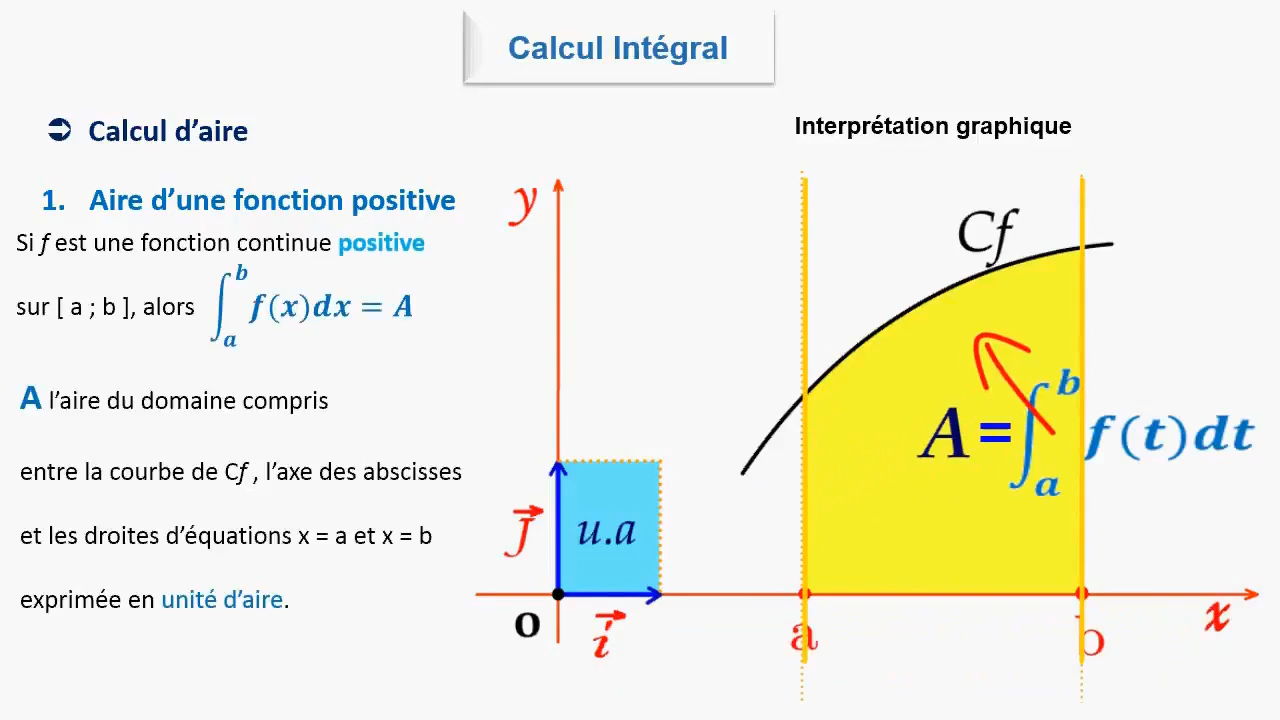 Calcul Intégral
➲ Calcul d’aire
1. Aire d’une fonction positive
Si f est une fonction continue positive
sur [ a ; b ], alors ∫_a^b f(x)dx = A
A l’aire du domaine compris
entre la courbe de Cf , l’axe des abscisses
et les droites d’équations x = a et x = b
exprimée en unité d’aire.
Interprétation graphique
y
Cf
A = ∫_a^b f(t)dt
J
u.a
o
i
a
b
x